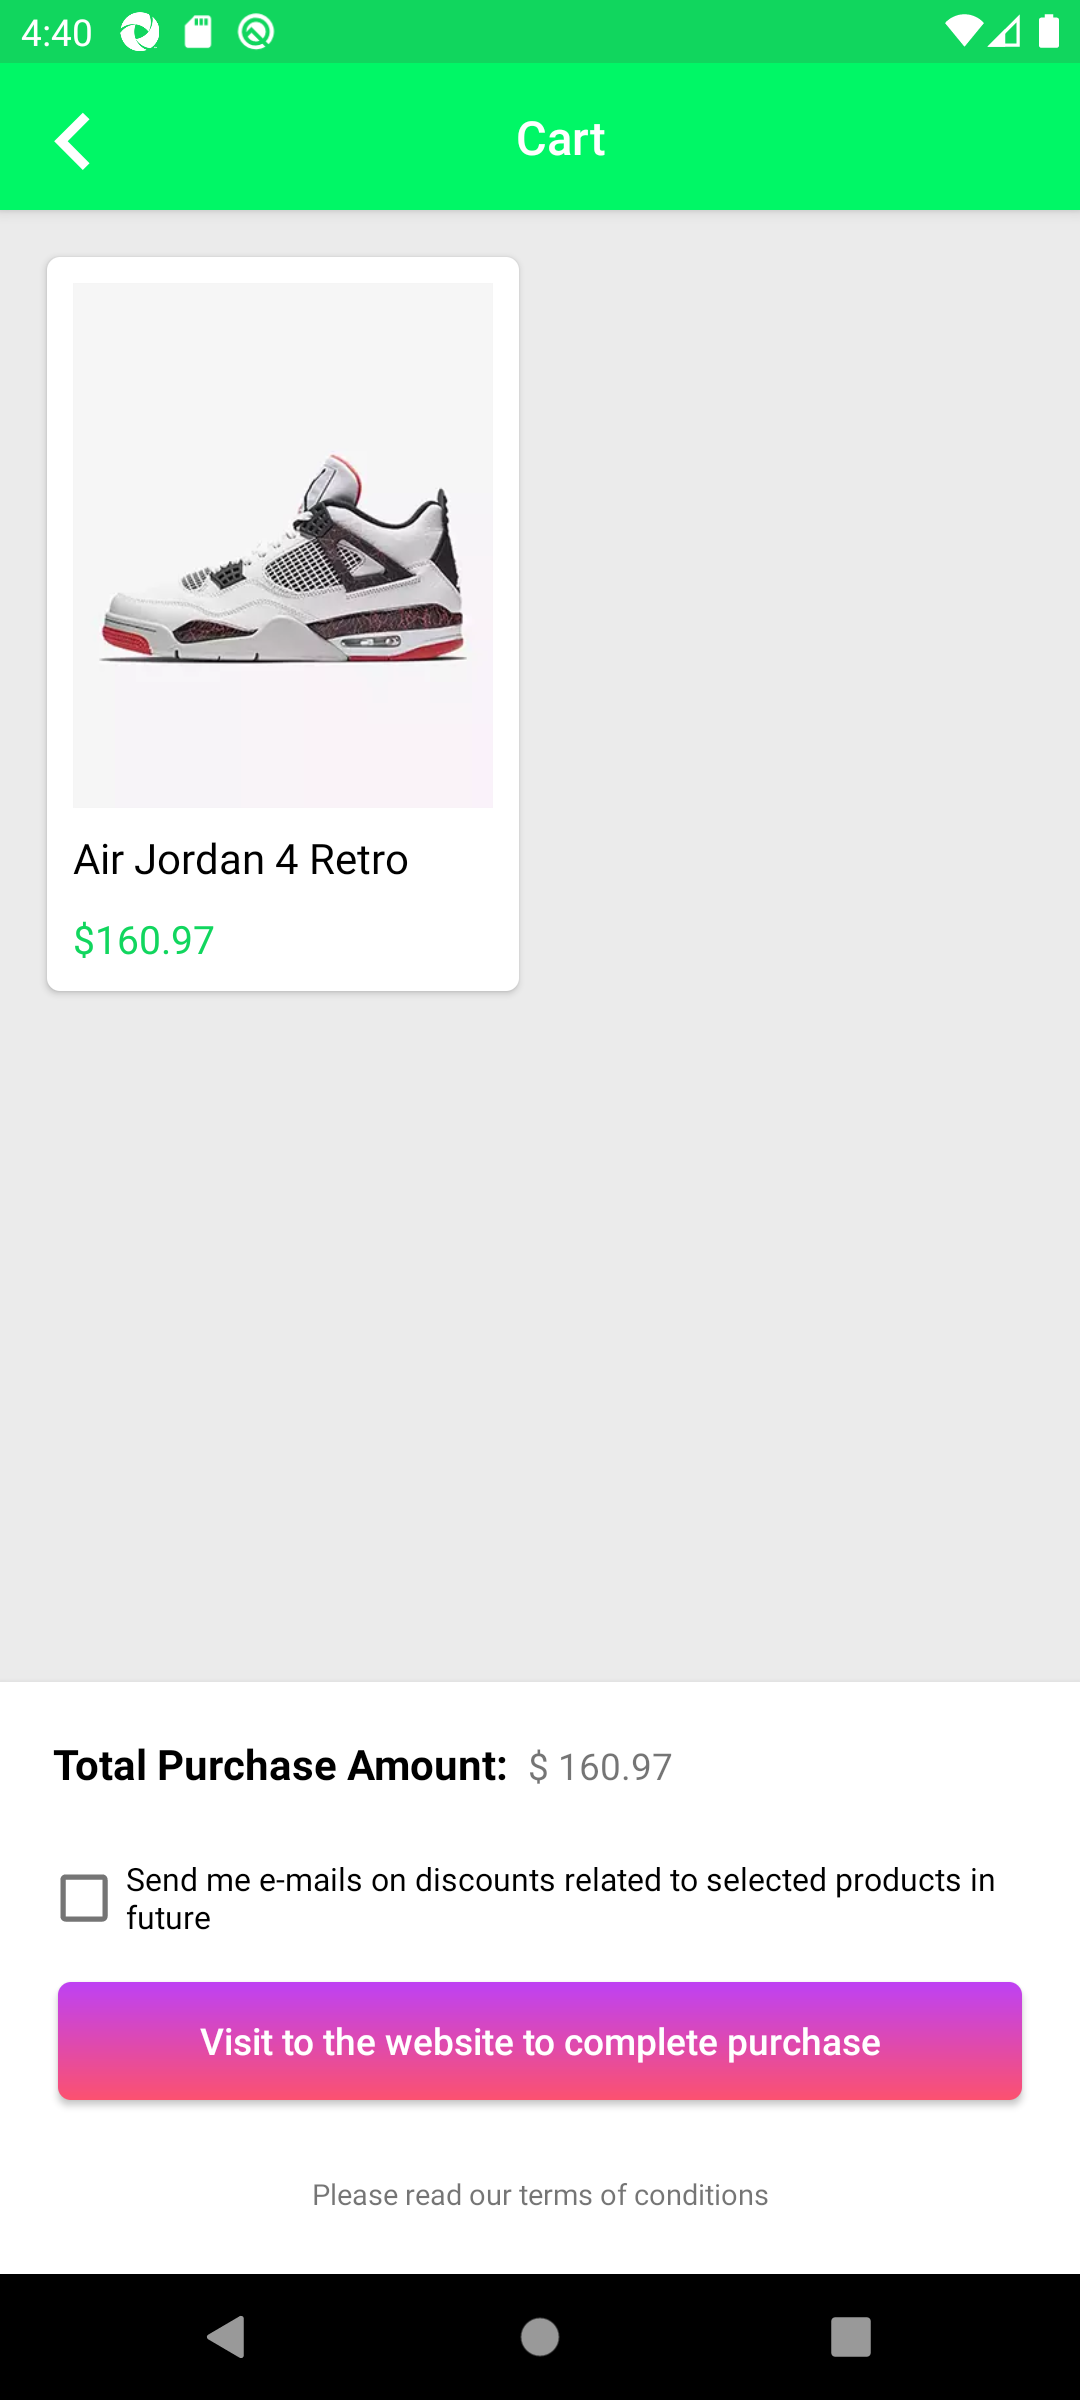 4:40
Cart
Air Jordan 4 Retro
$160.97
Total Purchase Amount: $ 160.97
Send me e-mails on discounts related to selected products in
future
Visit to the website to complete purchase
Please read our terms of conditions